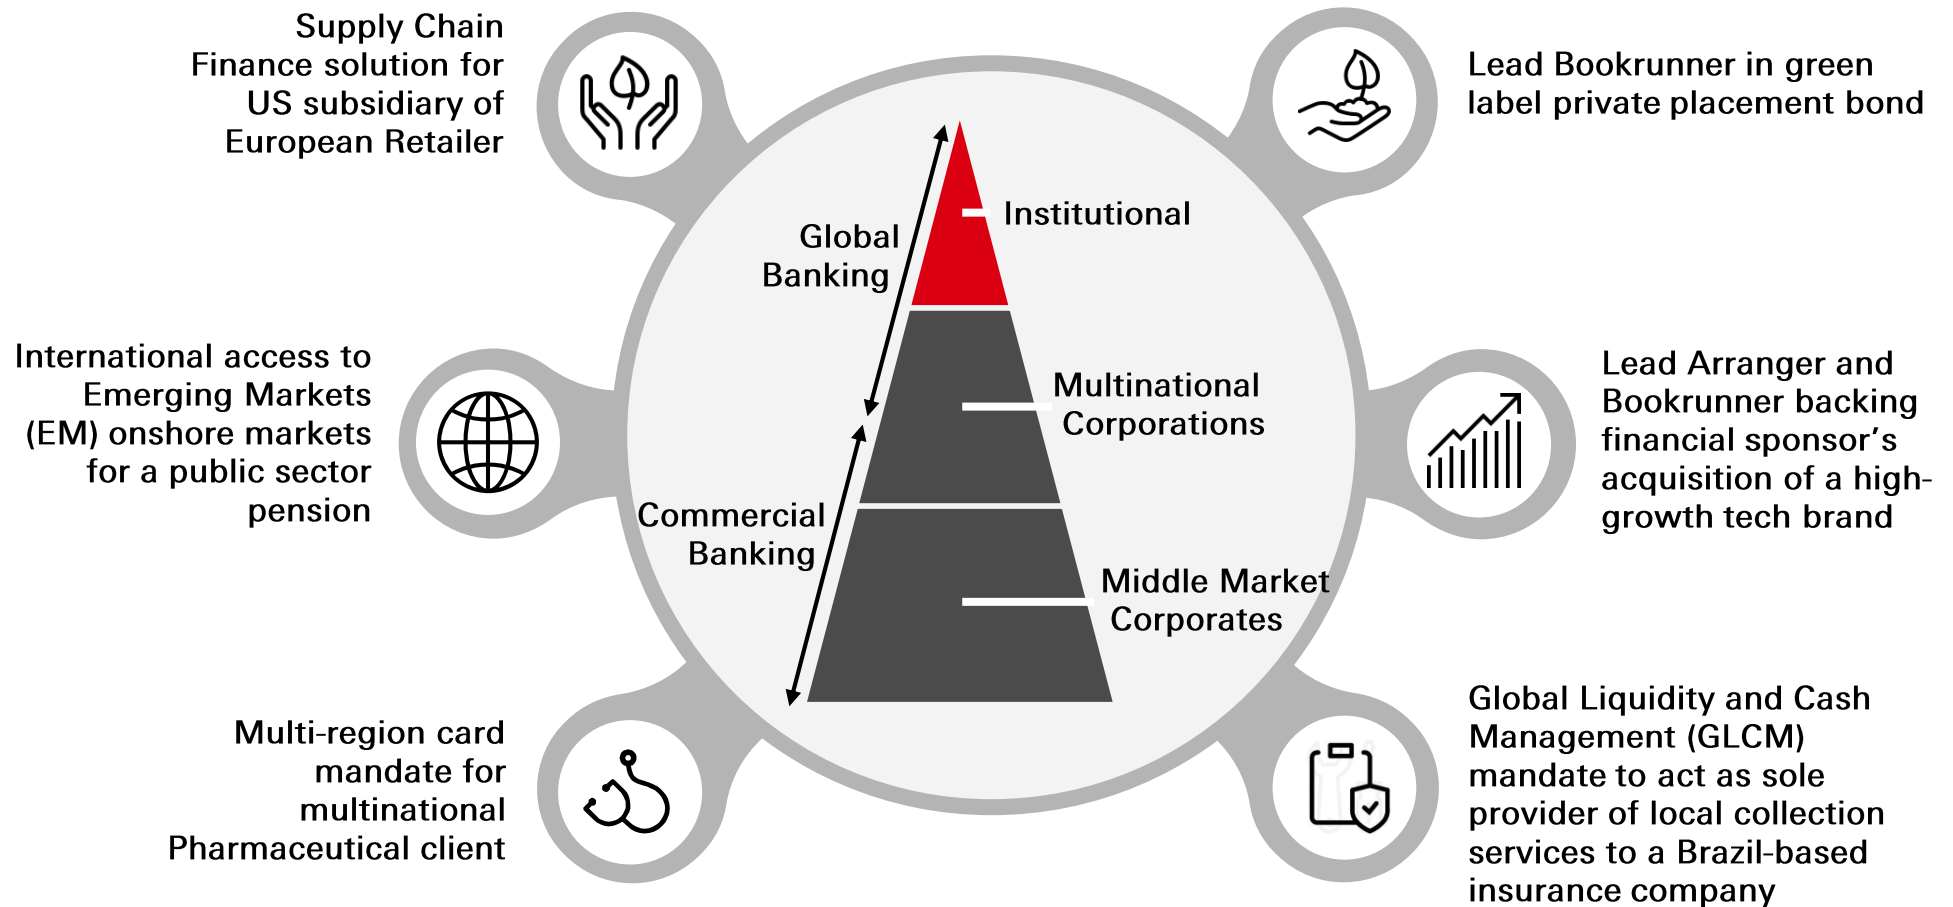 Supply Chain
Finance solution for
US subsidiary of
European Retailer
Lead Bookrunner in green
label private placement bond
Institutional
Global
Banking
International access to
Emerging Markets
(EM) onshore markets
for a public sector
pension
Multinational
Corporations
Lead Arranger and
Bookrunner backing
financial sponsor’s
acquisition of a high-
growth tech brand
Commercial
Banking
Middle Market
Corporates
Multi-region card
mandate for
multinational
Pharmaceutical client
Global Liquidity and Cash
Management (GLCM)
mandate to act as sole
provider of local collection
services to a Brazil-based
insurance company